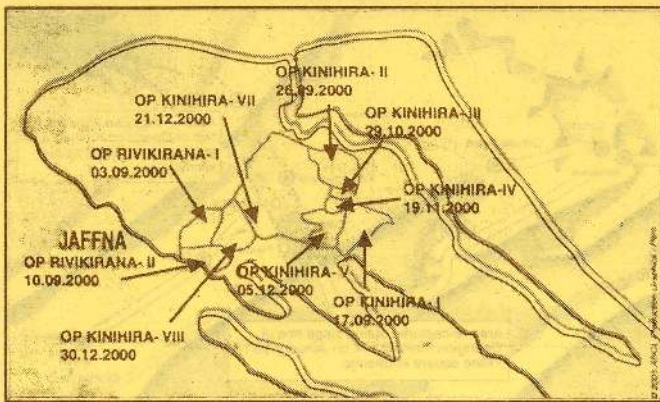 OP KINIHIRA- II
26.09.2000
OP KINIHIRA- VII
21.12.2000
OP KINIHIRA-III
29.10.2000
OP RIVIKIRANA- I
03.09.2000
OP KINIHIRA-IV
19.11.2000
JAFFNA
OP RIVIKIRANA- II
10.09.2000
OP KINIHIRA- V
05.12.2000
OP KINIHIRA- I
17.09.2000
OP KINIHIRA- VIII
30.12.2000